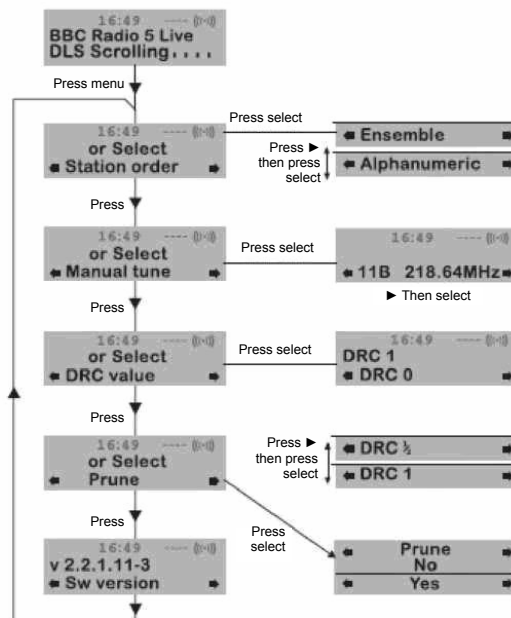 16:49 ---- 
BBC Radio 5 Live
DLS Scrolling....
Press menu
16:49 ----
or Select
Station order
Press select
Ensemble
Press ►
then press
select
Alphanumeric
Press
16:49 ----
or Select
Manual tune
Press select
16:49 ----
11B 218.64MHz
► Then select
Press
16:49 ----
or Select
DRC value
Press select
16:49 ----
DRC 1
DRC 0
Press
16:49 ----
or Select
Prune
Press ►
then press
select
DRC ½
DRC 1
Press
Press
select
16:49 ----
v 2.2.1.11-3
Sw version
Prune
No
Yes